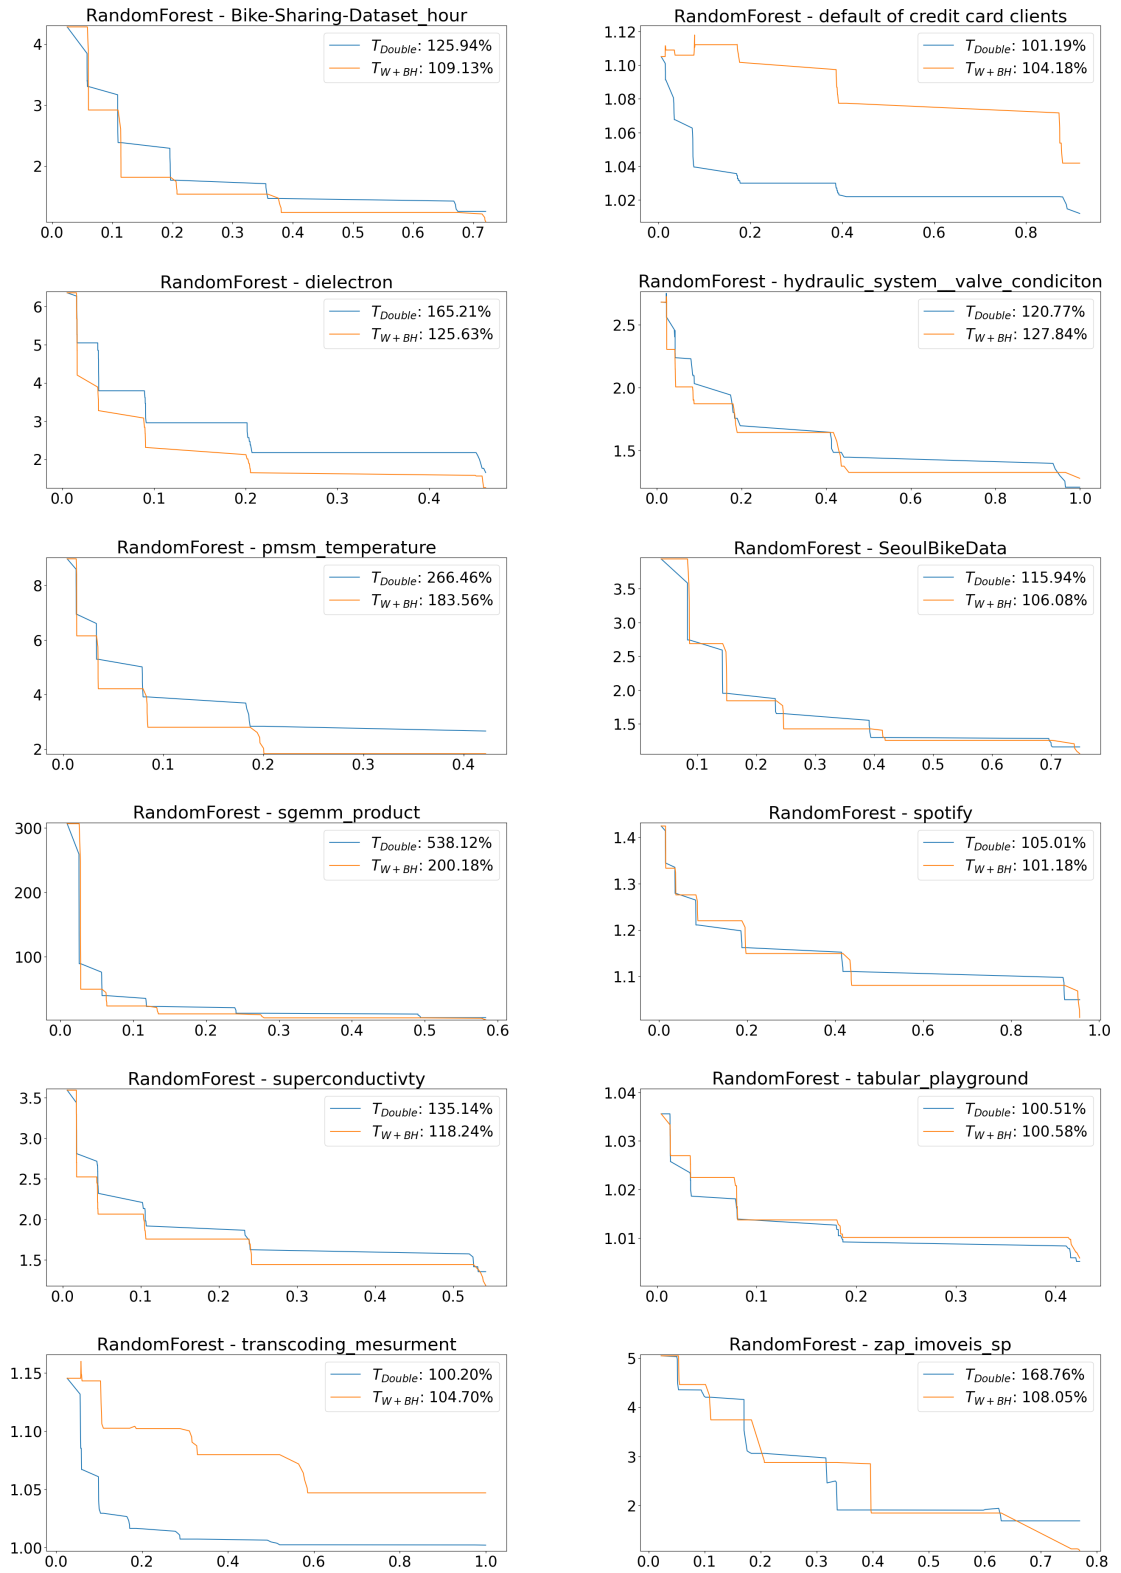 RandomForest - Bike-Sharing-Dataset_hour
T_Double: 125.94%
T_W+BH: 109.13%
4
3
2
0.0 0.1 0.2 0.3 0.4 0.5 0.6 0.7
RandomForest - default of credit card clients
T_Double: 101.19%
T_W+BH: 104.18%
1.12
1.10
1.08
1.06
1.04
1.02
0.0 0.2 0.4 0.6 0.8
RandomForest - dielectron
T_Double: 165.21%
T_W+BH: 125.63%
6
5
4
3
2
0.0 0.1 0.2 0.3 0.4
RandomForest - hydraulic_system__valve_condiciton
T_Double: 120.77%
T_W+BH: 127.84%
2.5
2.0
1.5
0.0 0.2 0.4 0.6 0.8 1.0
RandomForest - pmsm_temperature
T_Double: 266.46%
T_W+BH: 183.56%
8
6
4
2
0.0 0.2 0.4
RandomForest - SeoulBikeData
T_Double: 115.94%
T_W+BH: 106.08%
3.5
3.0
2.5
2.0
1.5
0.1 0.2 0.3 0.4 0.5 0.6 0.7
RandomForest - sgemm_product
T_Double: 538.12%
T_W+BH: 200.18%
300
200
100
0.0 0.1 0.2 0.3 0.4 0.5 0.6
RandomForest - spotify
T_Double: 105.01%
T_W+BH: 101.18%
1.4
1.3
1.2
1.1
0.0 0.2 0.4 0.6 0.8 1.0
RandomForest - superconductivty
T_Double: 135.14%
T_W+BH: 118.24%
3.5
3.0
2.5
2.0
1.5
0.0 0.1 0.2 0.3 0.4 0.5
RandomForest - tabular_playground
T_Double: 100.51%
T_W+BH: 100.58%
1.04
1.03
1.02
1.01
0.0 0.1 0.2 0.3 0.4
RandomForest - transcoding_mesurment
T_Double: 100.20%
T_W+BH: 104.70%
1.15
1.10
1.05
1.00
0.0 0.2 0.4 0.6 0.8 1.0
RandomForest - zap_imoveis_sp
T_Double: 168.76%
T_W+BH: 108.05%
5
4
3
2
0.0 0.1 0.2 0.3 0.4 0.5 0.6 0.7 0.8